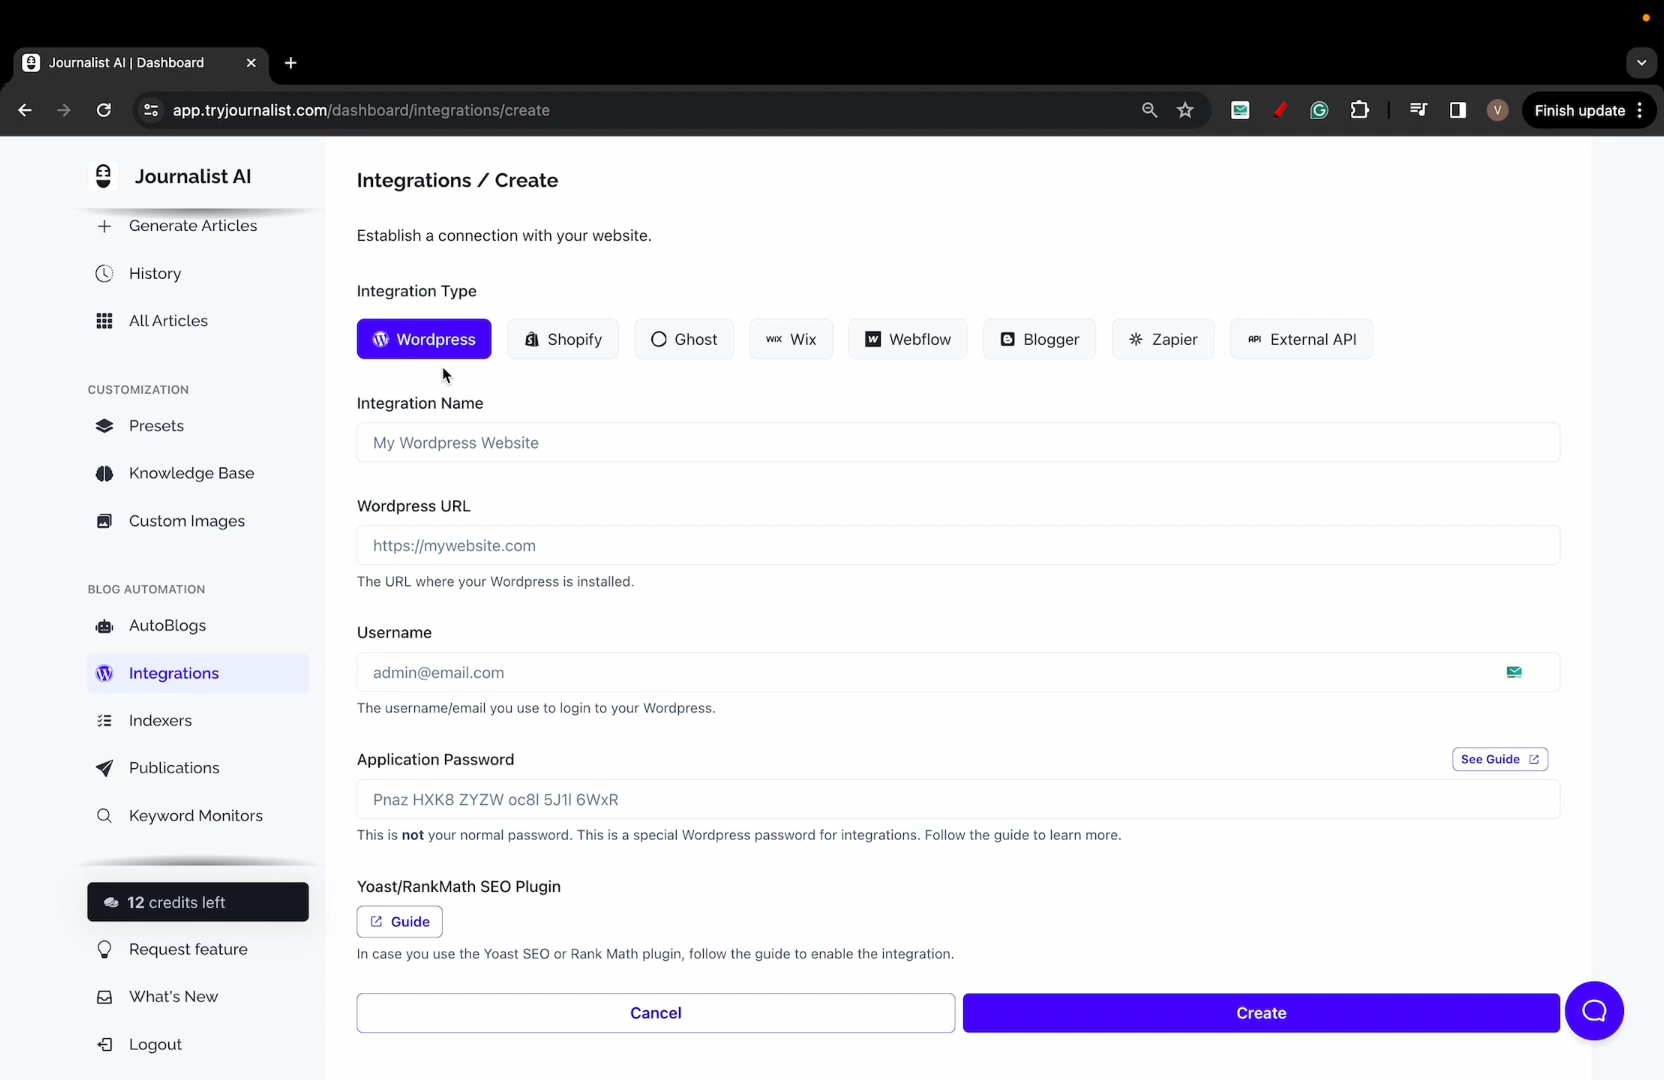 Journalist AI | Dashboard
app.tryjournalist.com/dashboard/integrations/create
V
Finish update
Journalist AI
Generate Articles
History
All Articles
CUSTOMIZATION
Presets
Knowledge Base
Custom Images
BLOG AUTOMATION
AutoBlogs
Integrations
Indexers
Publications
Keyword Monitors
12 credits left
Request feature
What's New
Logout
Integrations / Create
Establish a connection with your website.
Integration Type
Wordpress
Shopify
Ghost
WIX Wix
Webflow
Blogger
Zapier
API External API
Integration Name
My Wordpress Website
Wordpress URL
https://mywebsite.com
The URL where your Wordpress is installed.
Username
admin@email.com
The username/email you use to login to your Wordpress.
Application Password
See Guide
Pnaz HXK8 ZYZW oc8l 5J1l 6WxR
This is not your normal password. This is a special Wordpress password for integrations. Follow the guide to learn more.
Yoast/RankMath SEO Plugin
Guide
In case you use the Yoast SEO or Rank Math plugin, follow the guide to enable the integration.
Cancel
Create